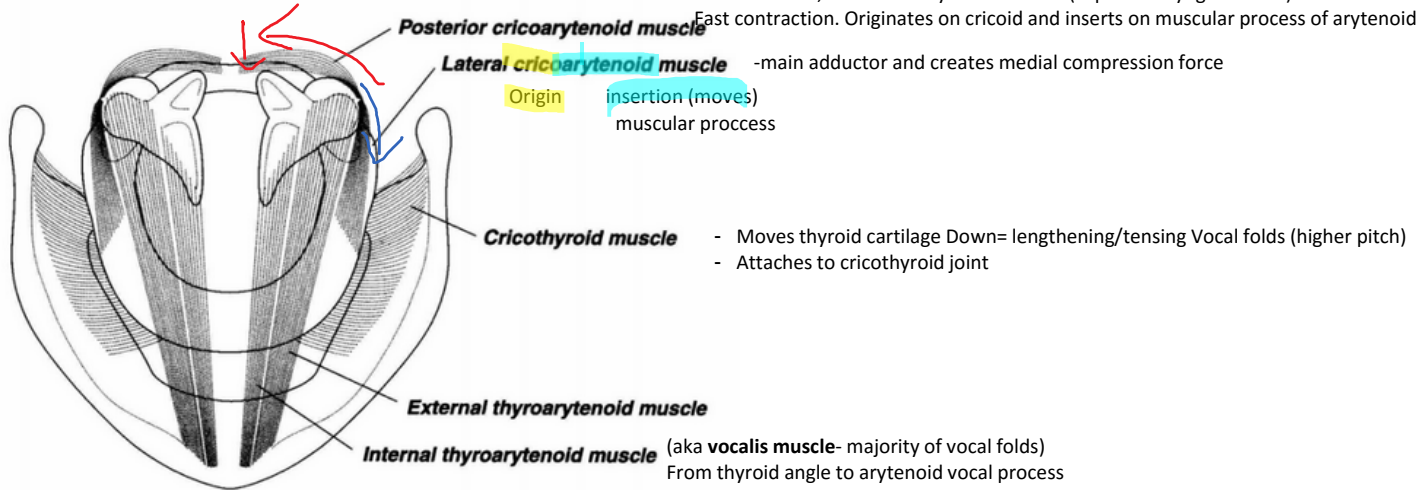 Posterior cricoarytenoid muscle
Fast contraction. Originates on cricoid and inserts on muscular process of arytenoid
Lateral cricoarytenoid muscle -main adductor and creates medial compression force
Origin insertion (moves)
muscular proccess
Cricothyroid muscle - Moves thyroid cartilage Down= lengthening/tensing Vocal folds (higher pitch)
- Attaches to cricothyroid joint
External thyroarytenoid muscle
Internal thyroarytenoid muscle (aka vocalis muscle- majority of vocal folds)
From thyroid angle to arytenoid vocal process